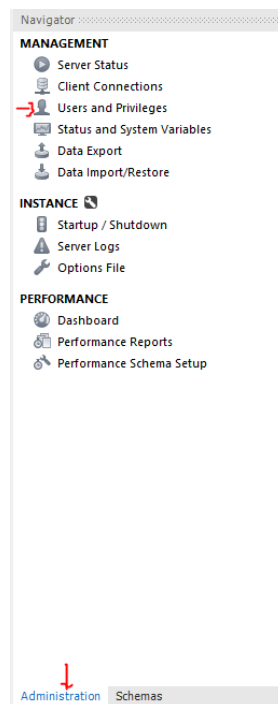 Navigator
MANAGEMENT
Server Status
Client Connections
Users and Privileges
Status and System Variables
Data Export
Data Import/Restore
INSTANCE
Startup / Shutdown
Server Logs
Options File
PERFORMANCE
Dashboard
Performance Reports
Performance Schema Setup
Administration Schemas